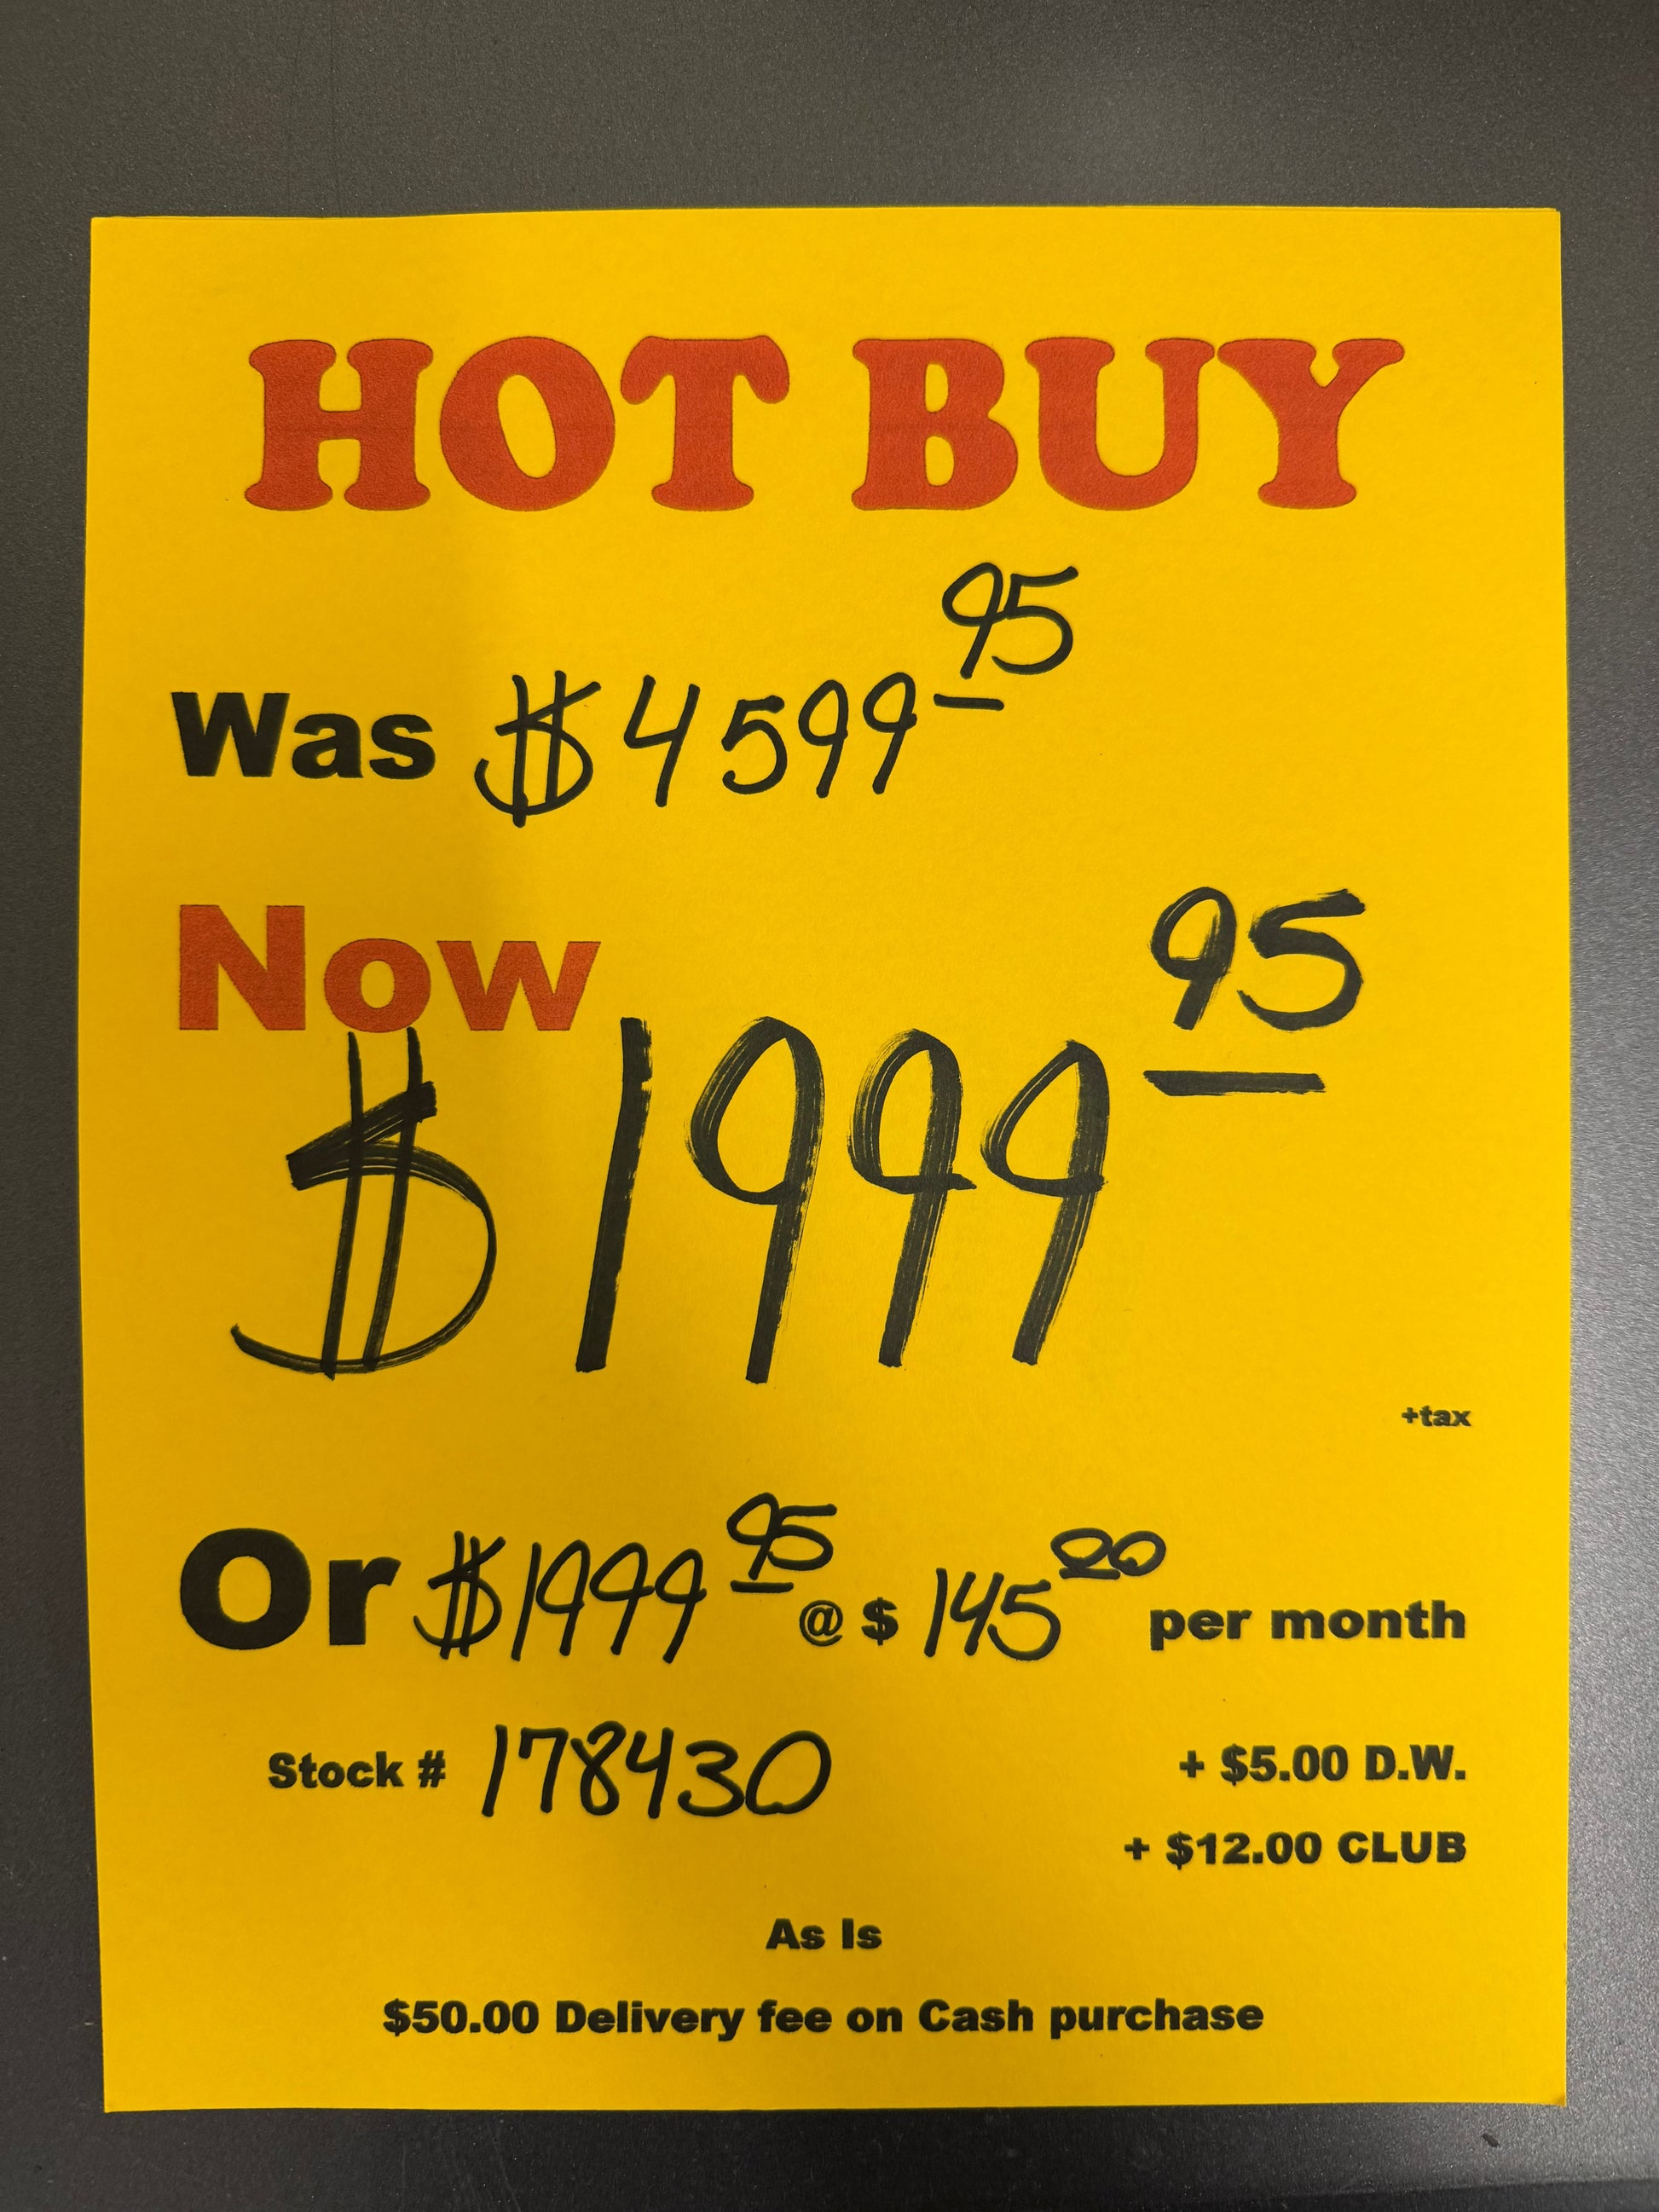 HOT BUY
Was $4599 95
Now
$1999 95
+tax
Or $1999 95 @ $ 145 20 per month
Stock # 178430
+ $5.00 D.W.
+ $12.00 CLUB
As Is
$50.00 Delivery fee on Cash purchase